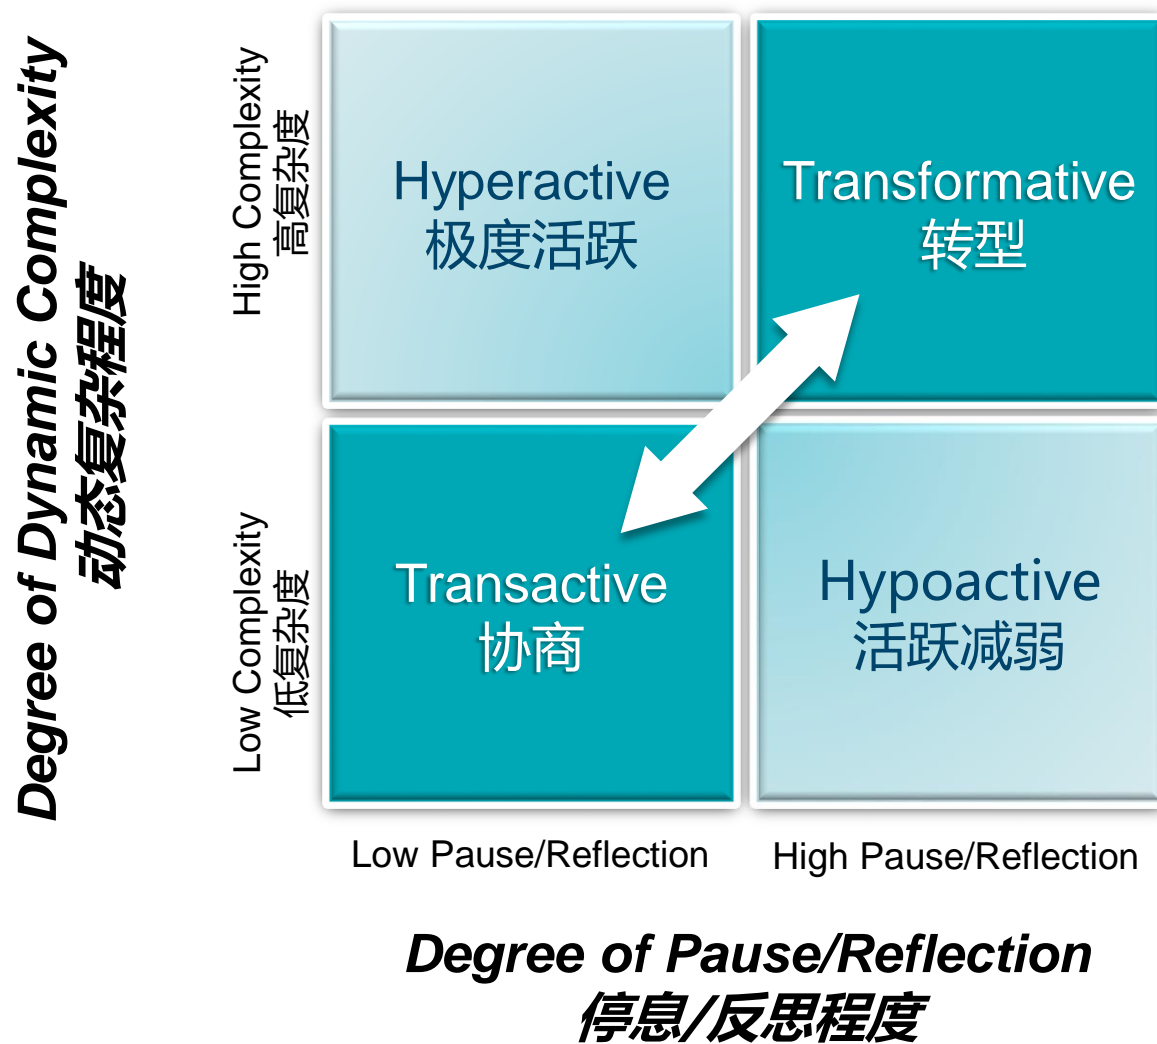 Degree of Dynamic Complexity
动态复杂程度
High Complexity
高复杂度
Hyperactive
极度活跃
Transformative
转型
Low Complexity
低复杂度
Transactive
协商
Hypoactive
活跃减弱
Low Pause/Reflection
High Pause/Reflection
Degree of Pause/Reflection
停息/反思程度